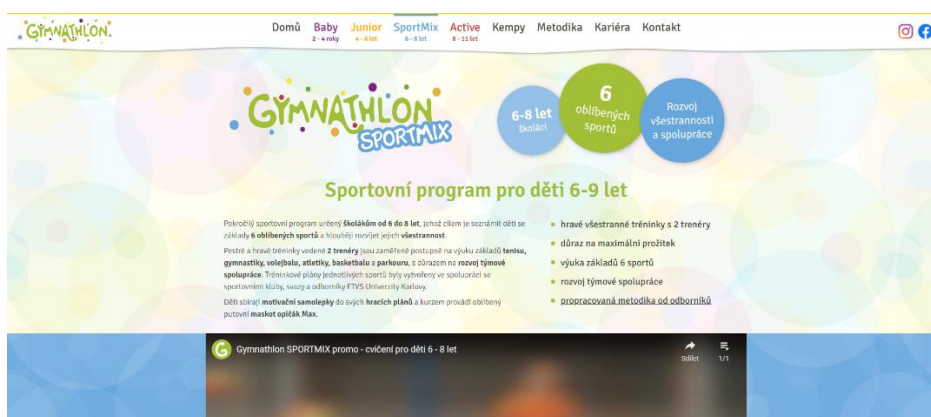 GYMNATHLON
Domů Baby Junior SportMix Active Kempy Metodika Kariéra Kontakt
2 - 4 roky 4 - 6 let 6 - 8 let 8 - 11 let
GYMNATHLON
SPORTMIX
6-8 let
školáci
6
oblíbených
sportů
Rozvoj
všestrannosti
a spolupráce
Sportovní program pro děti 6-9 let
Pokročilý sportovní program určený školákům od 6 do 8 let, jehož cílem je seznámit děti se
základy 6 oblíbených sportů a hlouběji rozvíjet jejich všestrannost.
Pestré a hravé tréninky vedené 2 trenéry jsou zaměřené postupně na výuku základů tenisu,
gymnastiky, volejbalu, atletiky, basketbalu a parkouru, s důrazem na rozvoj týmové
spolupráce. Tréninkové plány jednotlivých sportů byly vytvořeny ve spolupráci se
sportovními kluby, svazy a odborníky FTVS Univerzity Karlovy.
Děti sbírají motivační samolepky do svých hracích plánů a kurzem provádí oblíbený
putovní maskot opičák Max.
hravé všestranné tréninky s 2 trenéry
důraz na maximální prožitek
výuka základů 6 sportů
rozvoj týmové spolupráce
propracovaná metodika od odborníků
G Gymnathlon SPORTMIX promo - cvičení pro děti 6 - 8 let
Sdílet 1/1